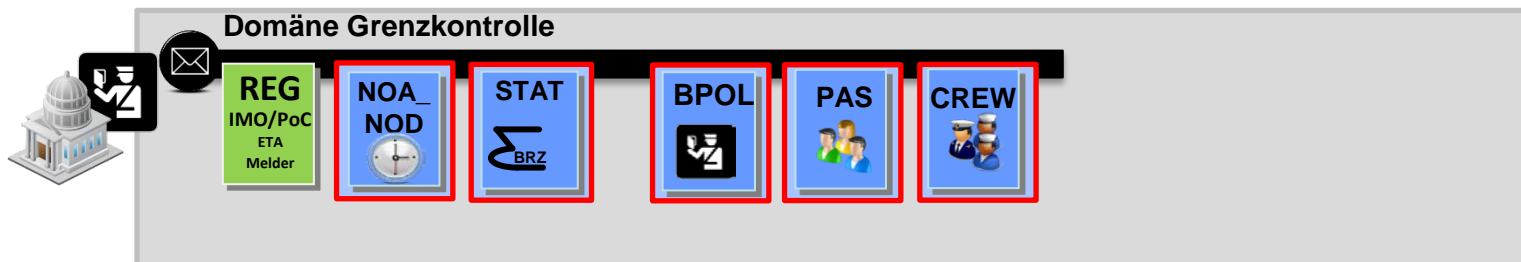 Domäne Grenzkontrolle
REG
IMO/PoC
ETA
Melder
NOA_
NOD
STAT
BRZ
BPOL
PAS
CREW